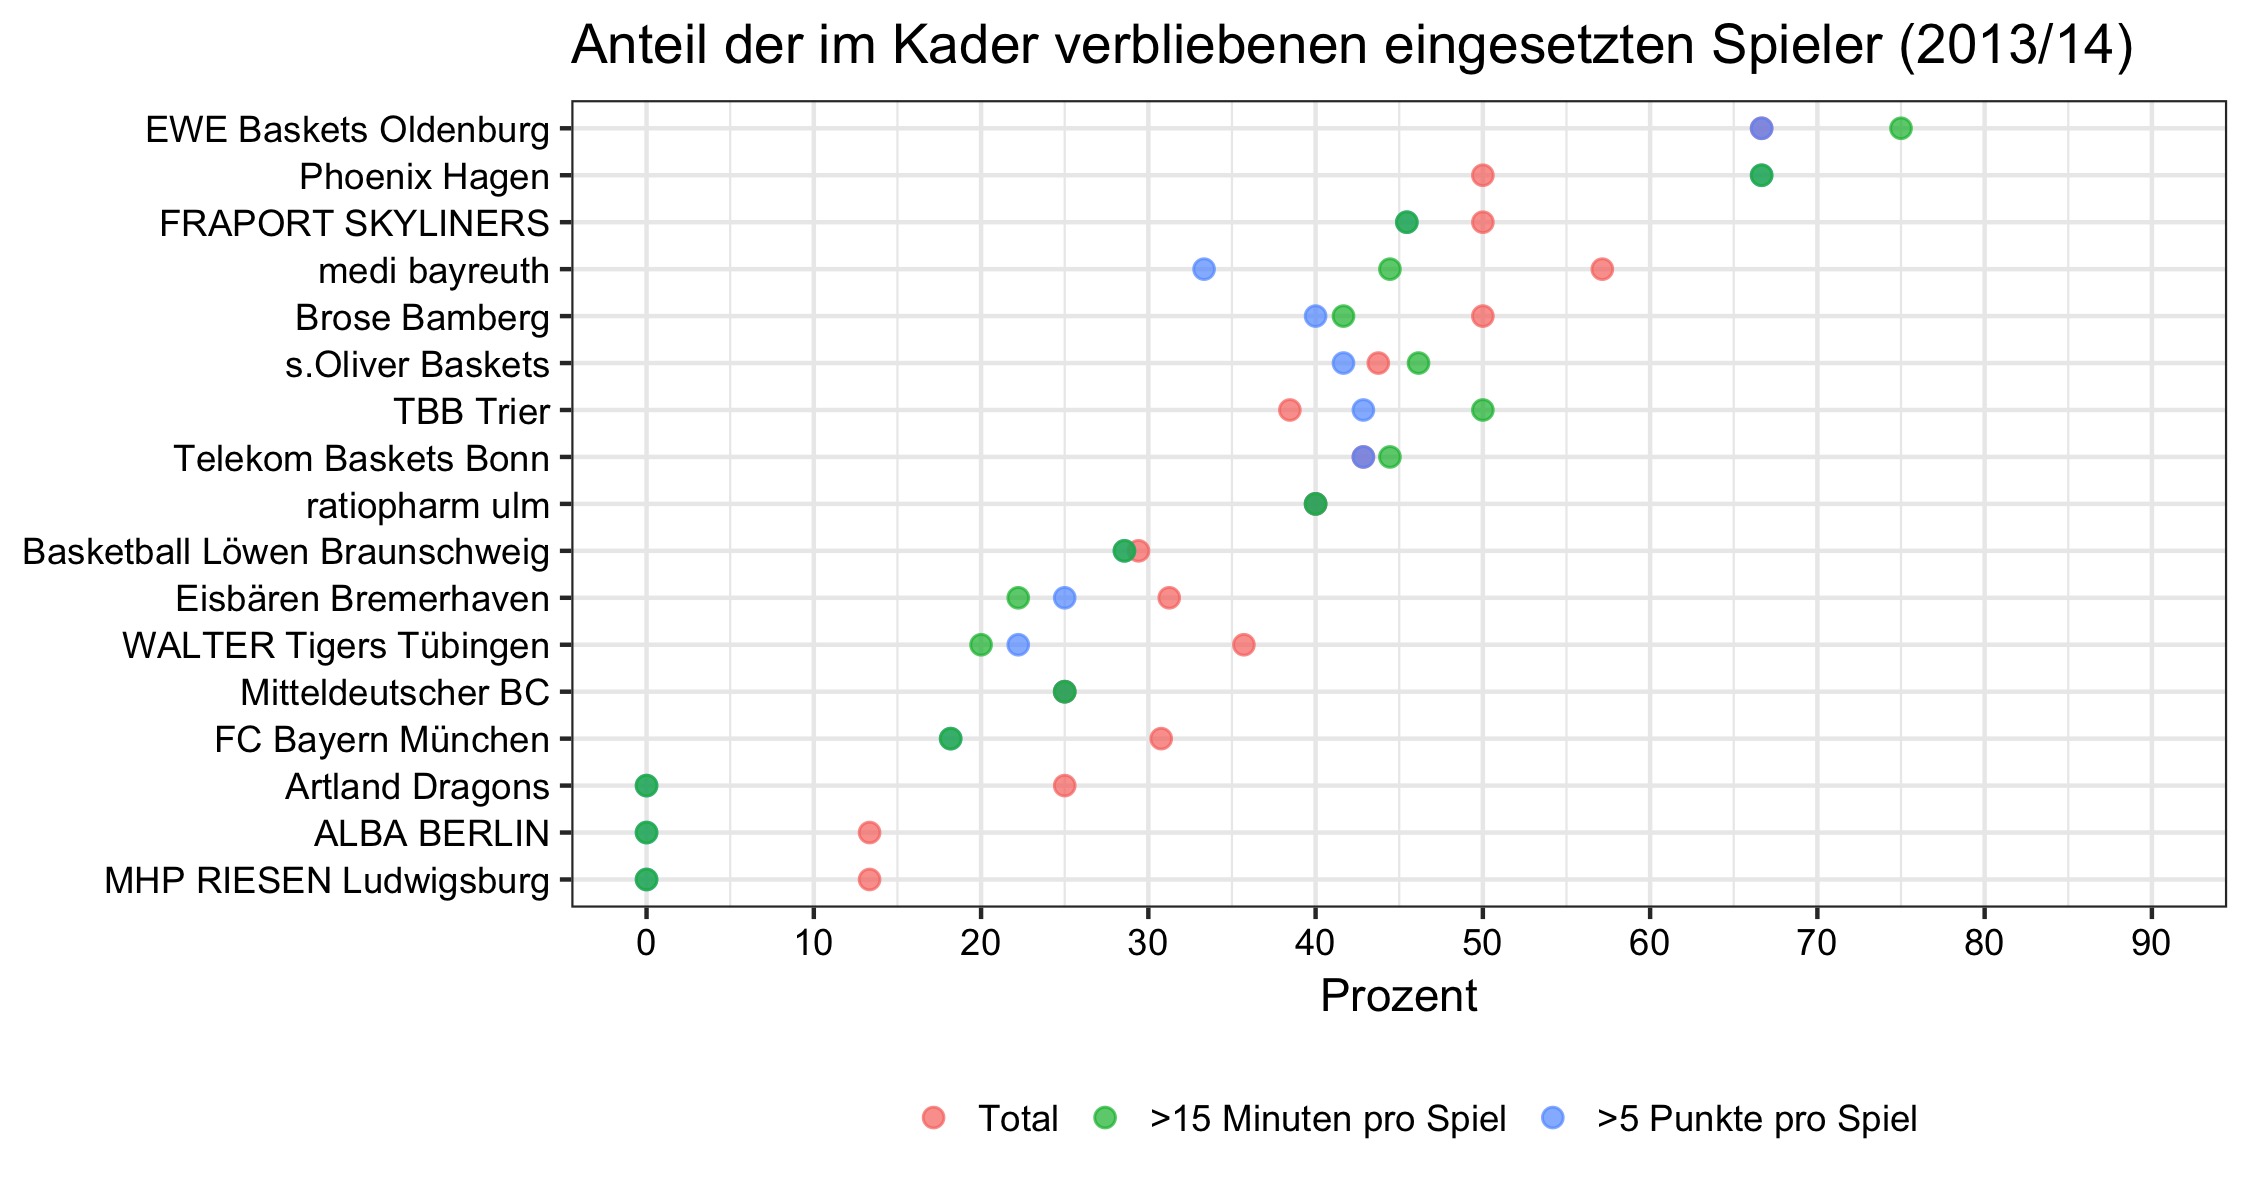 Anteil der im Kader verbliebenen eingesetzten Spieler (2013/14)
EWE Baskets Oldenburg
Phoenix Hagen
FRAPORT SKYLINERS
medi bayreuth
Brose Bamberg
s.Oliver Baskets
TBB Trier
Telekom Baskets Bonn
ratiopharm ulm
Basketball Löwen Braunschweig
Eisbären Bremerhaven
WALTER Tigers Tübingen
Mitteldeutscher BC
FC Bayern München
Artland Dragons
ALBA BERLIN
MHP RIESEN Ludwigsburg
0 10 20 30 40 50 60 70 80 90
Prozent
Total >15 Minuten pro Spiel >5 Punkte pro Spiel